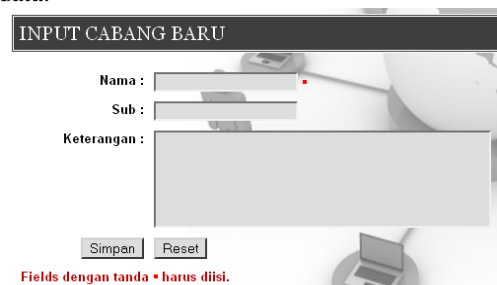 INPUT CABANG BARU
Nama :
Sub :
Keterangan :
Simpan Reset
Fields dengan tanda ▪ harus diisi.